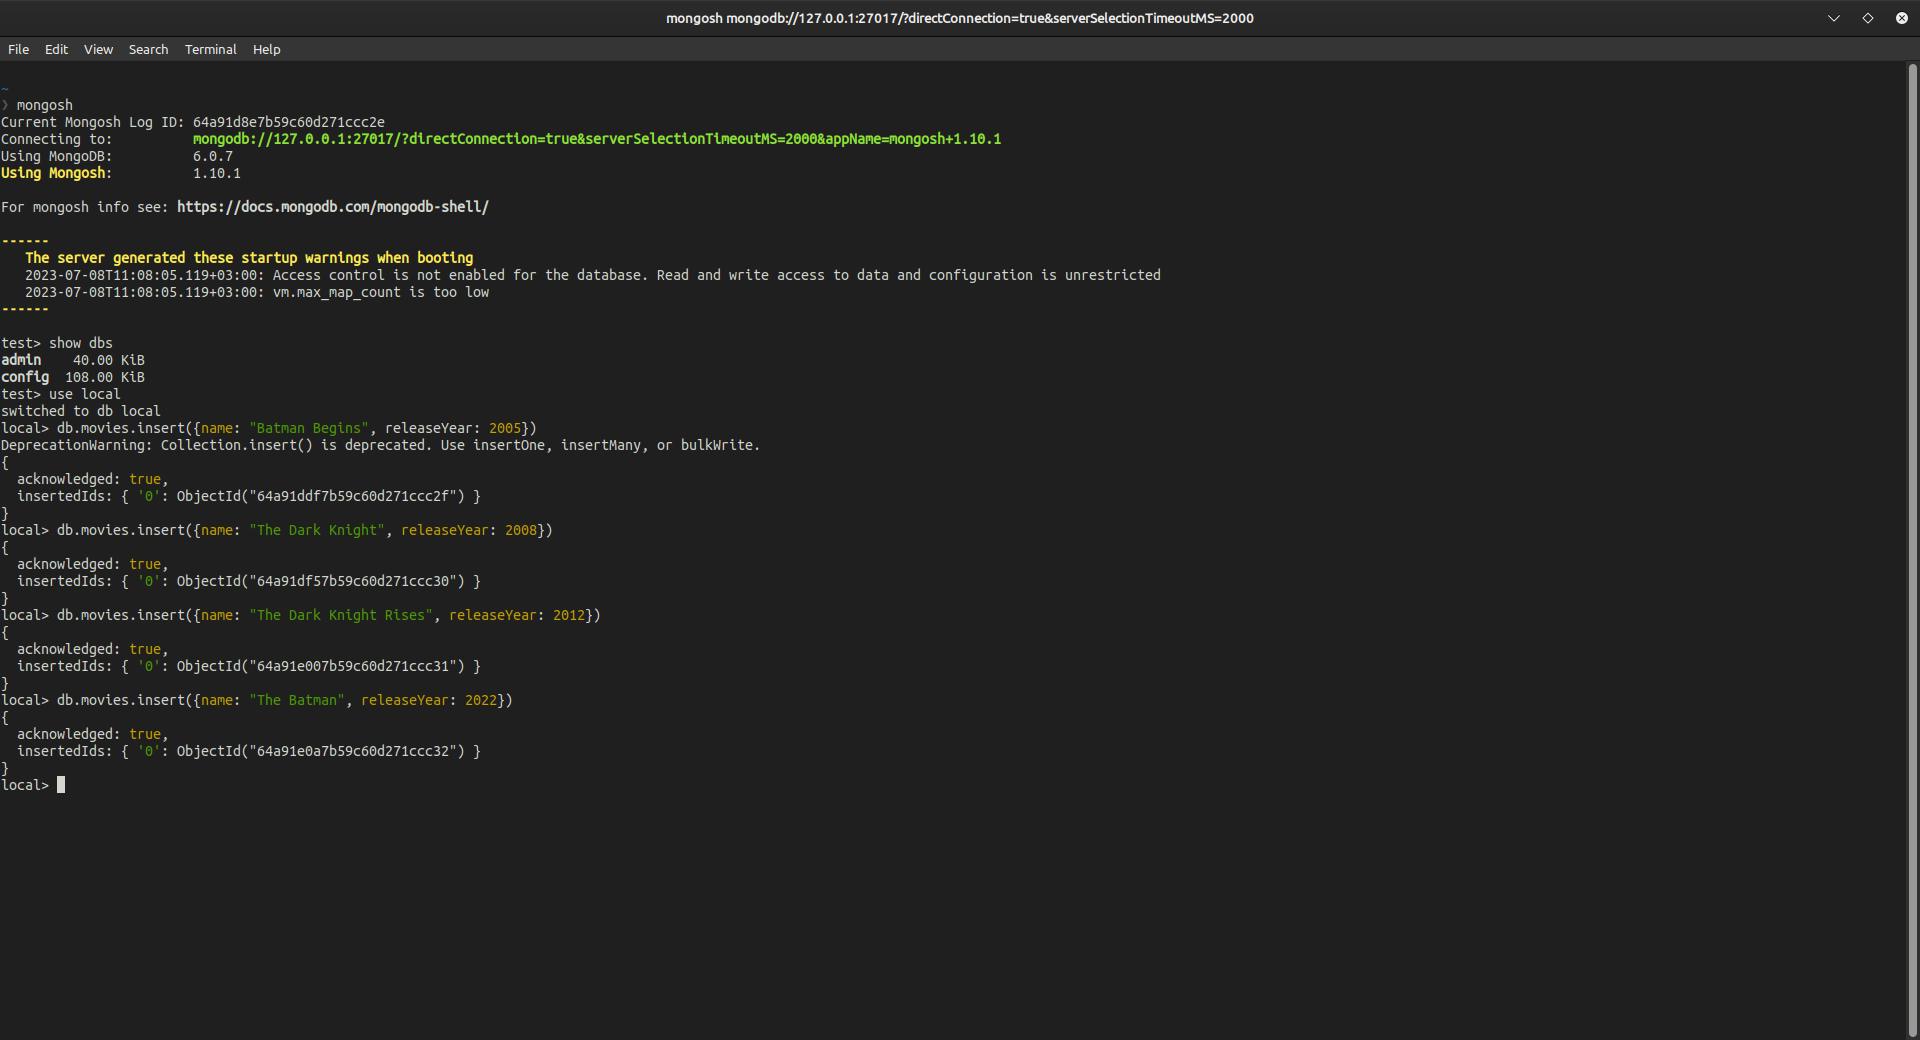 mongosh mongodb://127.0.0.1:27017/?directConnection=true&serverSelectionTimeoutMS=2000
File Edit View Search Terminal Help
~
❯ mongosh
Current Mongosh Log ID: 64a91d8e7b59c60d271ccc2e
Connecting to:          mongodb://127.0.0.1:27017/?directConnection=true&serverSelectionTimeoutMS=2000&appName=mongosh+1.10.1
Using MongoDB:          6.0.7
Using Mongosh:          1.10.1
For mongosh info see: https://docs.mongodb.com/mongodb-shell/
------
   The server generated these startup warnings when booting
   2023-07-08T11:08:05.119+03:00: Access control is not enabled for the database. Read and write access to data and configuration is unrestricted
   2023-07-08T11:08:05.119+03:00: vm.max_map_count is too low
------
test> show dbs
admin    40.00 KiB
config  108.00 KiB
test> use local
switched to db local
local> db.movies.insert({name: "Batman Begins", releaseYear: 2005})
DeprecationWarning: Collection.insert() is deprecated. Use insertOne, insertMany, or bulkWrite.
{
  acknowledged: true,
  insertedIds: { '0': ObjectId("64a91ddf7b59c60d271ccc2f") }
}
local> db.movies.insert({name: "The Dark Knight", releaseYear: 2008})
{
  acknowledged: true,
  insertedIds: { '0': ObjectId("64a91df57b59c60d271ccc30") }
}
local> db.movies.insert({name: "The Dark Knight Rises", releaseYear: 2012})
{
  acknowledged: true,
  insertedIds: { '0': ObjectId("64a91e007b59c60d271ccc31") }
}
local> db.movies.insert({name: "The Batman", releaseYear: 2022})
{
  acknowledged: true,
  insertedIds: { '0': ObjectId("64a91e0a7b59c60d271ccc32") }
}
local>